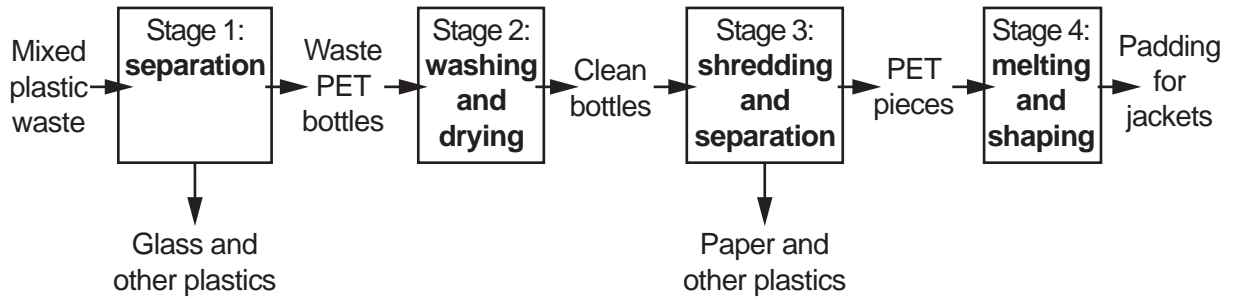 Mixed
plastic
waste
Stage 1:
separation
Glass and
other plastics
Waste
PET
bottles
Stage 2:
washing
and
drying
Clean
bottles
Stage 3:
shredding
and
separation
Paper and
other plastics
PET
pieces
Stage 4:
melting
and
shaping
Padding
for
jackets